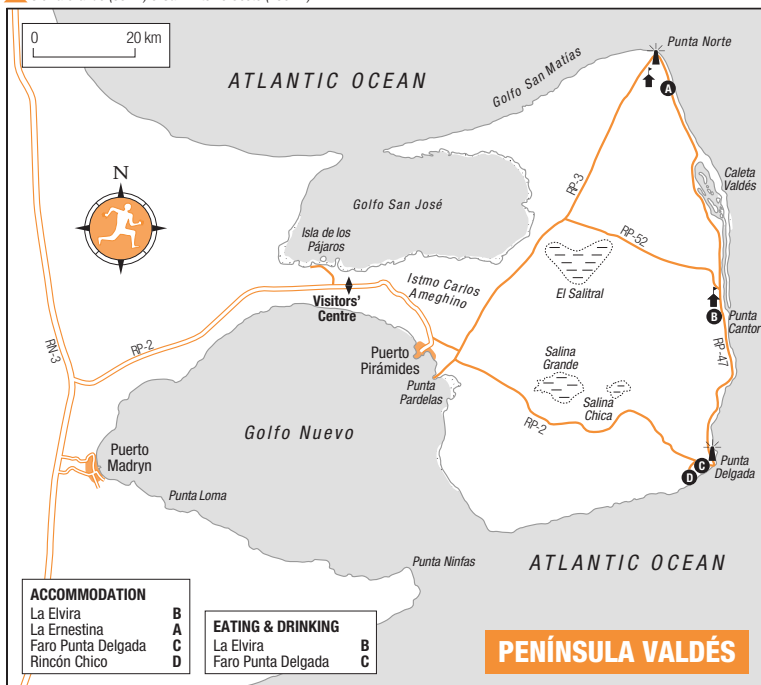 0 20 km
Punta Norte
ATLANTIC OCEAN
Golfo San Matías
A
N
Caleta
Valdés
RP-3
Golfo San José
Isla de los
Pájaros
RP-52
Istmo Carlos
Ameghino
El Salitral
Visitors'
Centre
B
Punta
Cantor
RN-3
RP-2
Puerto
Pirámides
Punta
Pardelas
Salina
Grande
Salina
Chica
RP-47
RP-2
Golfo Nuevo
Puerto
Madryn
Punta
Delgada
C
D
Punta Loma
Punta Ninfas
ATLANTIC OCEAN
ACCOMMODATION
La Elvira B
La Ernestina A
Faro Punta Delgada C
Rincón Chico D
EATING & DRINKING
La Elvira B
Faro Punta Delgada C
PENÍNSULA VALDÉS